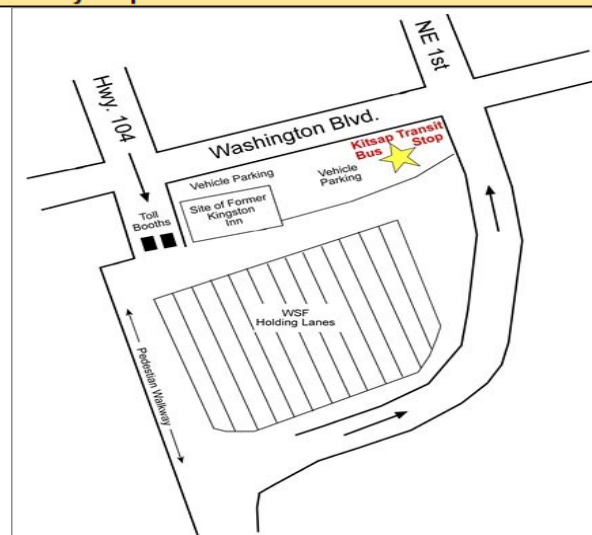 Hwy. 104
NE 1st
Washington Blvd.
Kitsap Transit
Bus Stop
Vehicle Parking
Vehicle
Parking
Site of Former
Kingston
Inn
Toll
Booths
WSF
Holding Lanes
Pedestian Walkway